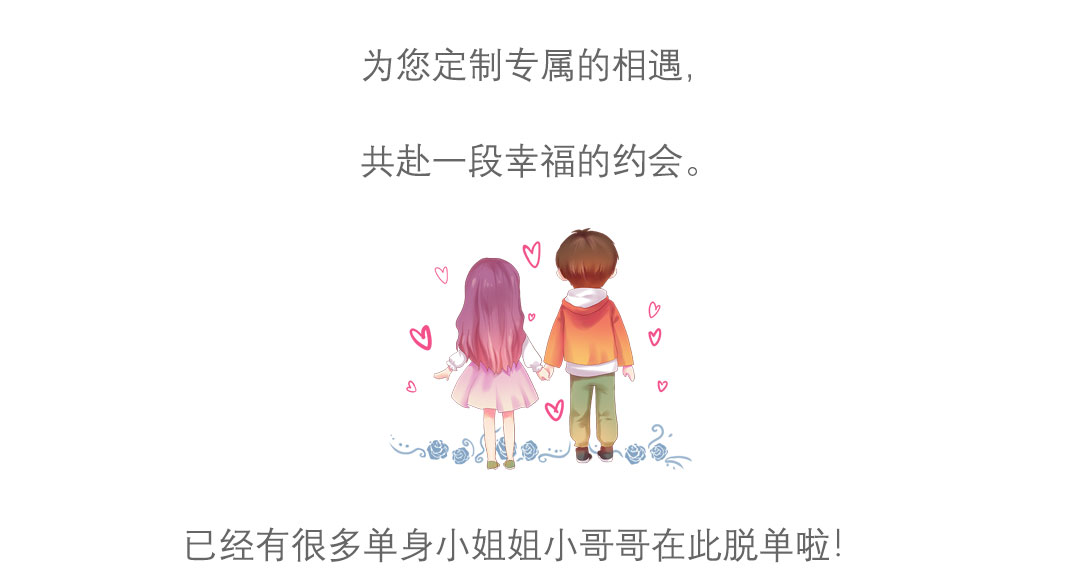 为您定制专属的相遇，
共赴一段幸福的约会。
已经有很多单身小姐姐小哥哥在此脱单啦！